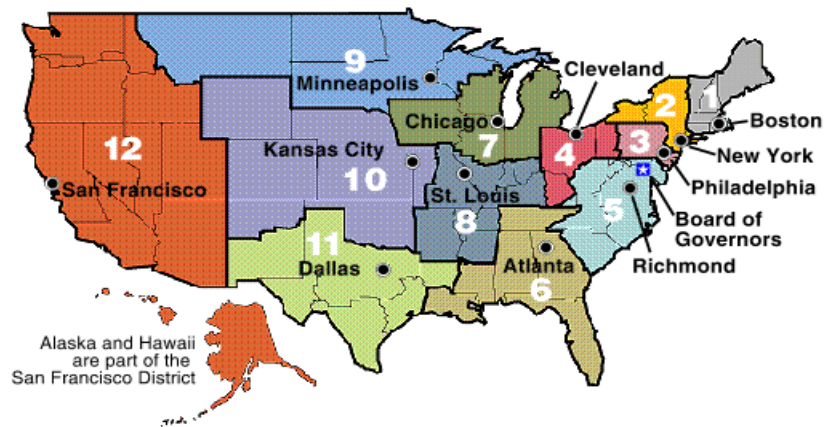 Cleveland
9
Minneapolis
2
1
Chicago
7
Boston
12
Kansas City
4
3
New York
10
San Francisco
St. Louis
Philadelphia
8
5
Board of
Governors
11
Dallas
Atlanta
Richmond
6
Alaska and Hawaii
are part of the
San Francisco District